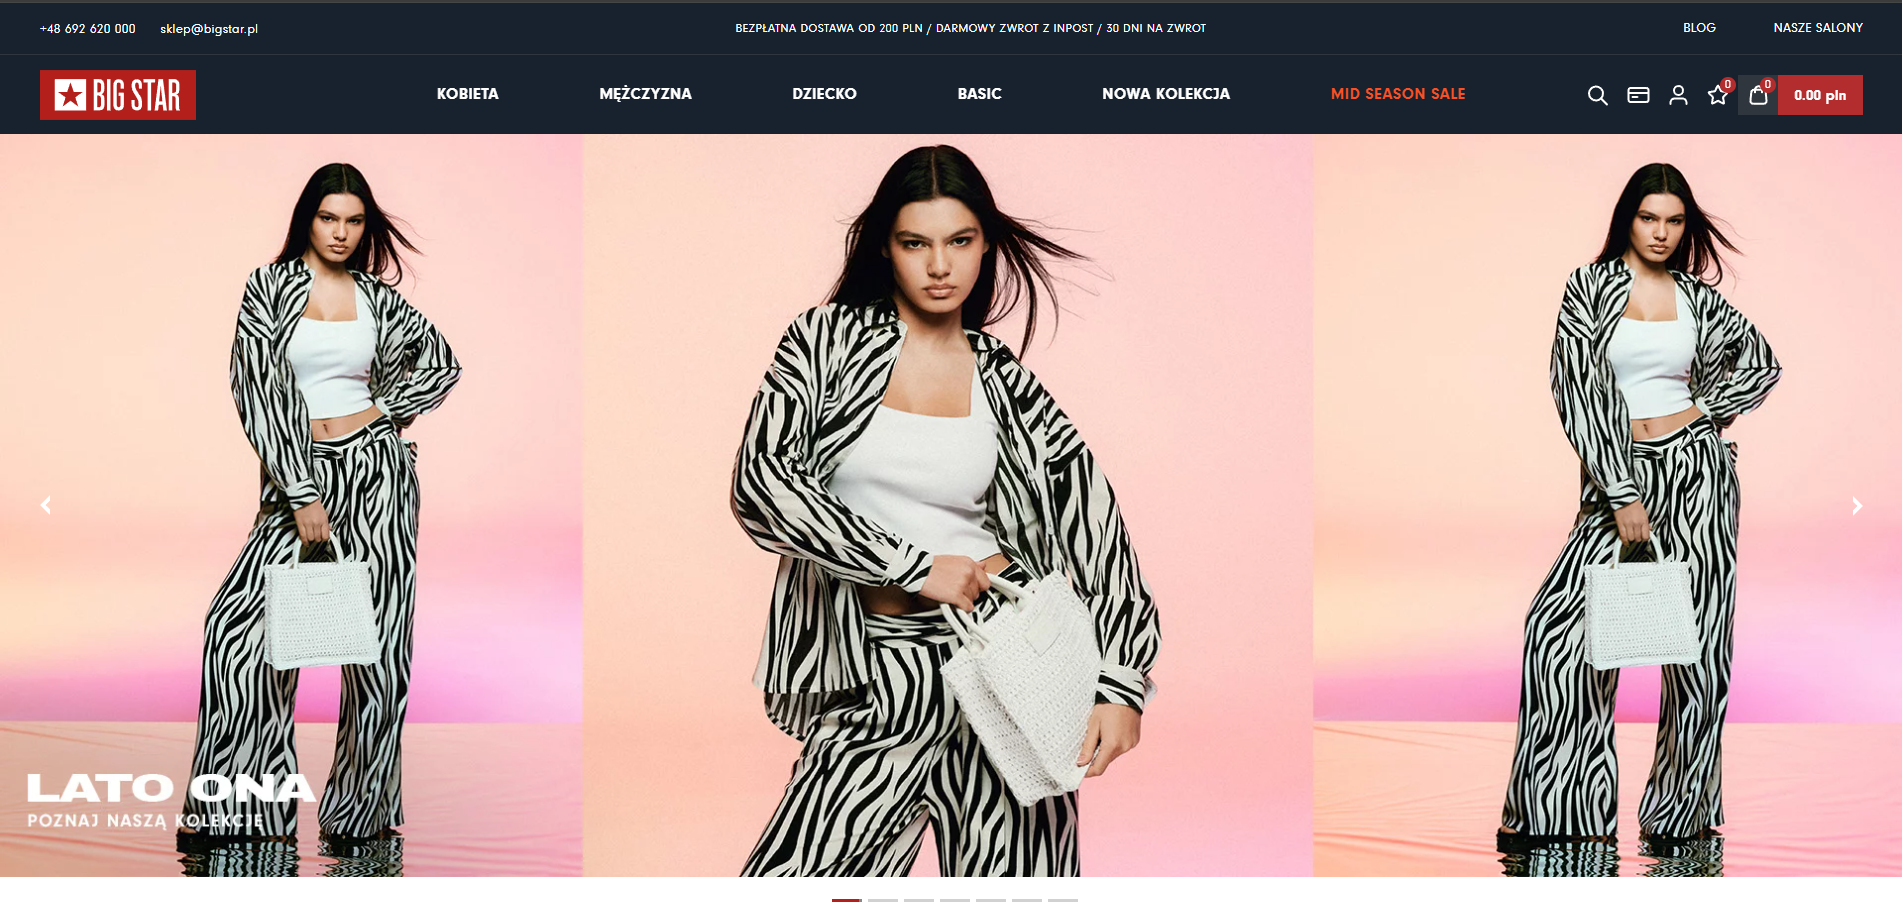 +48 692 620 000 sklep@bigstar.pl BEZPŁATNA DOSTAWA OD 200 PLN / DARMOWY ZWROT Z INPOST / 30 DNI NA ZWROT BLOG NASZE SALONY
BIG STAR KOBIETA MĘŻCZYZNA DZIECKO BASIC NOWA KOLEKCJA MID SEASON SALE 0 0 0.00 pln
LATO ONA
POZNAJ NASZĄ KOLEKCJĘ